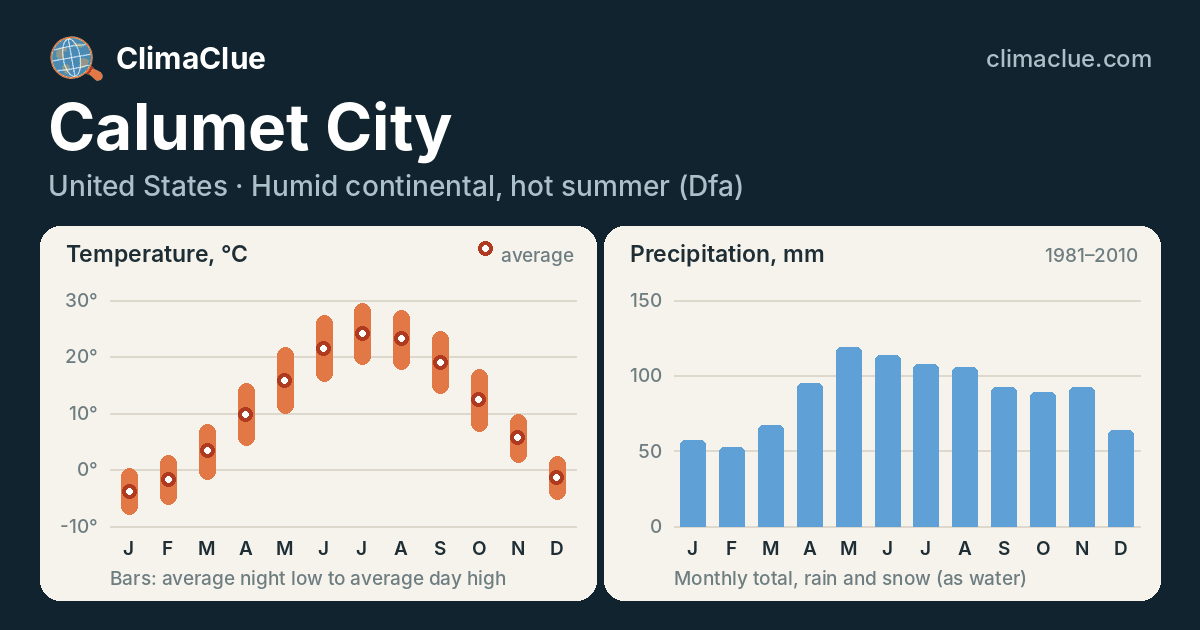 ClimaClue
climaclue.com
Calumet City
United States · Humid continental, hot summer (Dfa)
Temperature, °C
average
30°
20°
10°
0°
-10°
J F M A M J J A S O N D
Bars: average night low to average day high
Precipitation, mm
1981–2010
150
100
50
0
J F M A M J J A S O N D
Monthly total, rain and snow (as water)